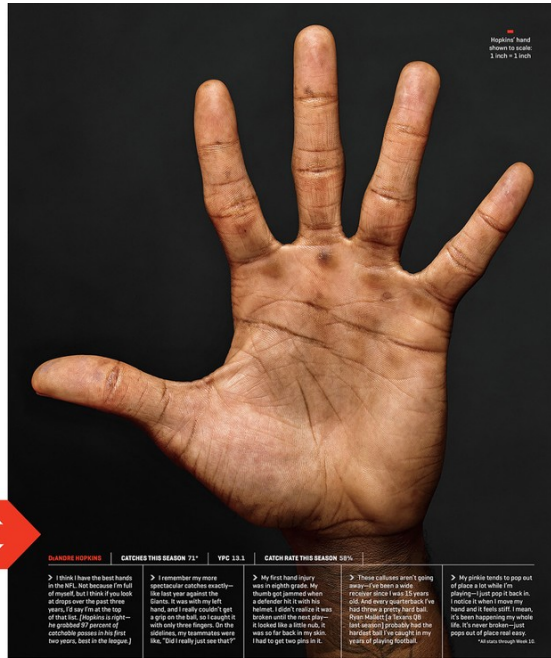 Hopkins' hand
shown to scale:
1 inch = 1 inch
DeANDRE HOPKINS CATCHES THIS SEASON 71* YPC 13.1 CATCH RATE THIS SEASON 58%
> I think I have the best hands
in the NFL. Not because I'm full
of myself, but I think if you look
at drops over the past three
years, I'd say I'm at the top
of that list. [Hopkins is right—
he grabbed 97 percent of
catchable passes in his first
two years, best in the league.]
> I remember my more
spectacular catches exactly—
like last year against the
Giants. It was with my left
hand, and I really couldn't get
a grip on the ball, so I caught it
with only three fingers. On the
sidelines, my teammates were
like, "Did I really just see that?"
> My first hand injury
was in eighth grade. My
thumb got jammed when
a defender hit it with his
helmet. I didn't realize it was
broken until the next play—
it looked like a little nub, it
was so far back in my skin.
I had to get two pins in it.
> These calluses aren't going
away—I've been a wide
receiver since I was 15 years
old. And every quarterback I've
had threw a pretty hard ball.
Ryan Mallett [a Texans QB
last season] probably had the
hardest ball I've caught in my
years of playing football.
> My pinkie tends to pop out
of place a lot while I'm
playing—I just pop it back in.
I notice it when I move my
hand and it feels stiff. I mean,
it's been happening my whole
life. It's never broken—just
pops out of place real easy.
*All stats through Week 10.